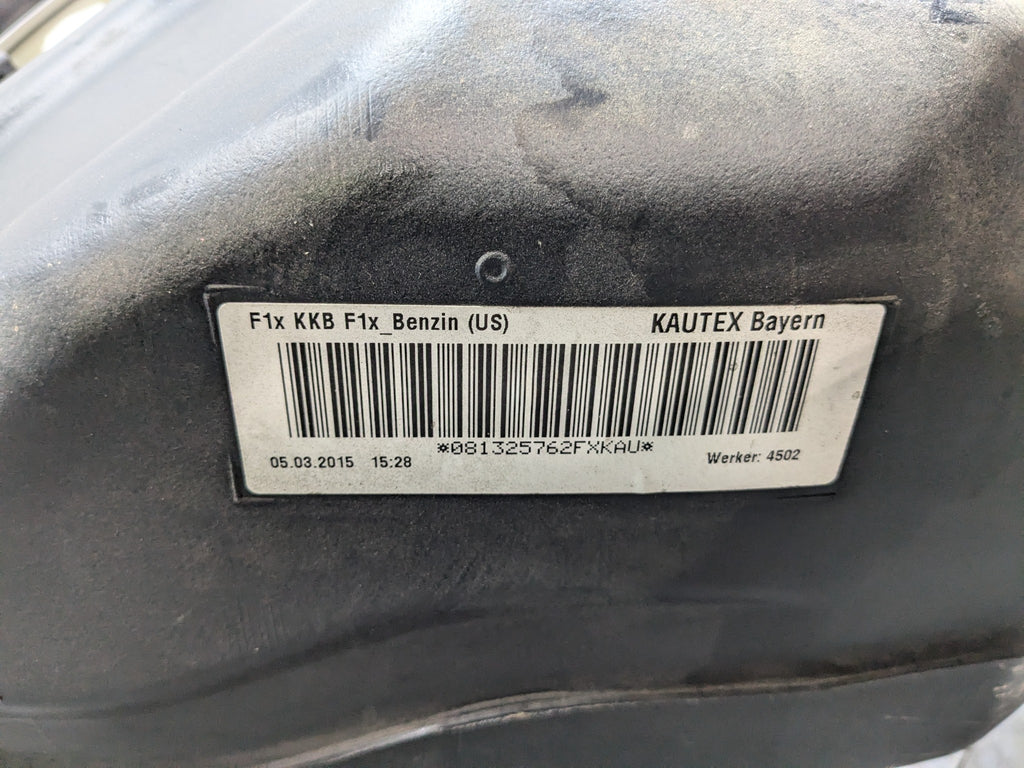 F1x KKB F1x_Benzin (US) KAUTEX Bayern
*081325762FXKAU*
05.03.2015 15:28 Werker: 4502